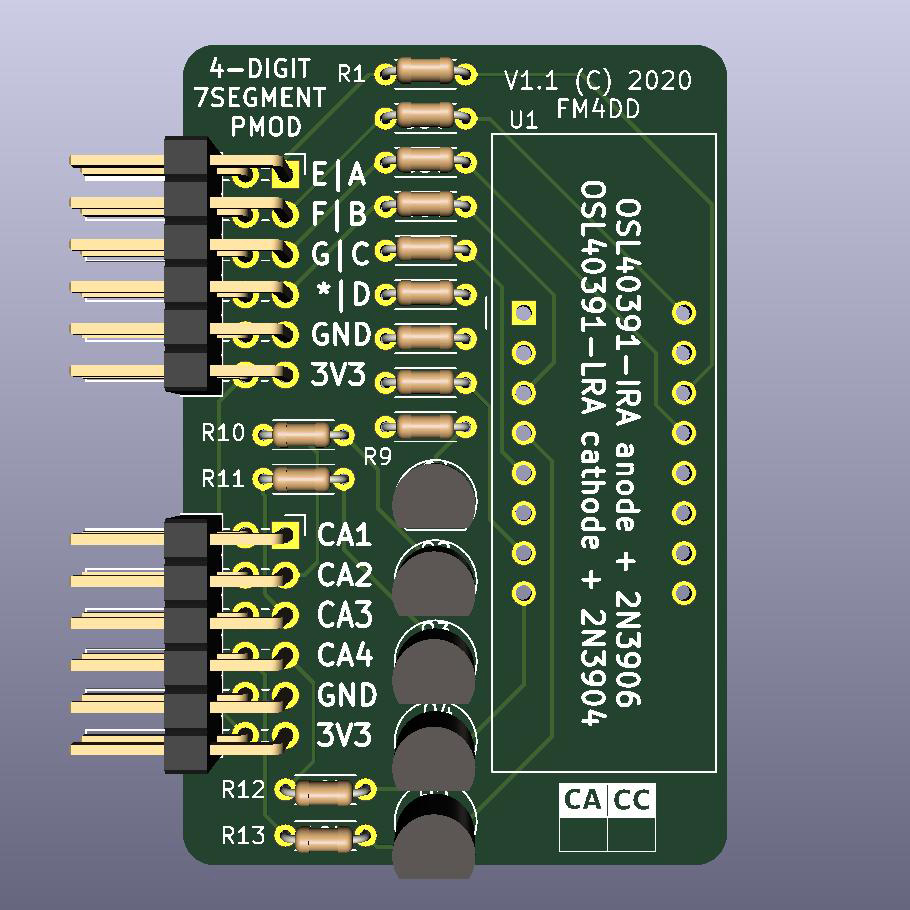 4-DIGIT
7SEGMENT
PMOD
R1
V1.1 (C) 2020
FM4DD
U1
E|A
F|B
G|C
*|D
GND
3V3
R10
R9
R11
CA1
CA2
CA3
CA4
GND
3V3
R12
R13
OSL40391-IRA anode + 2N3906
OSL40391-LRA cathode + 2N3904
CA CC